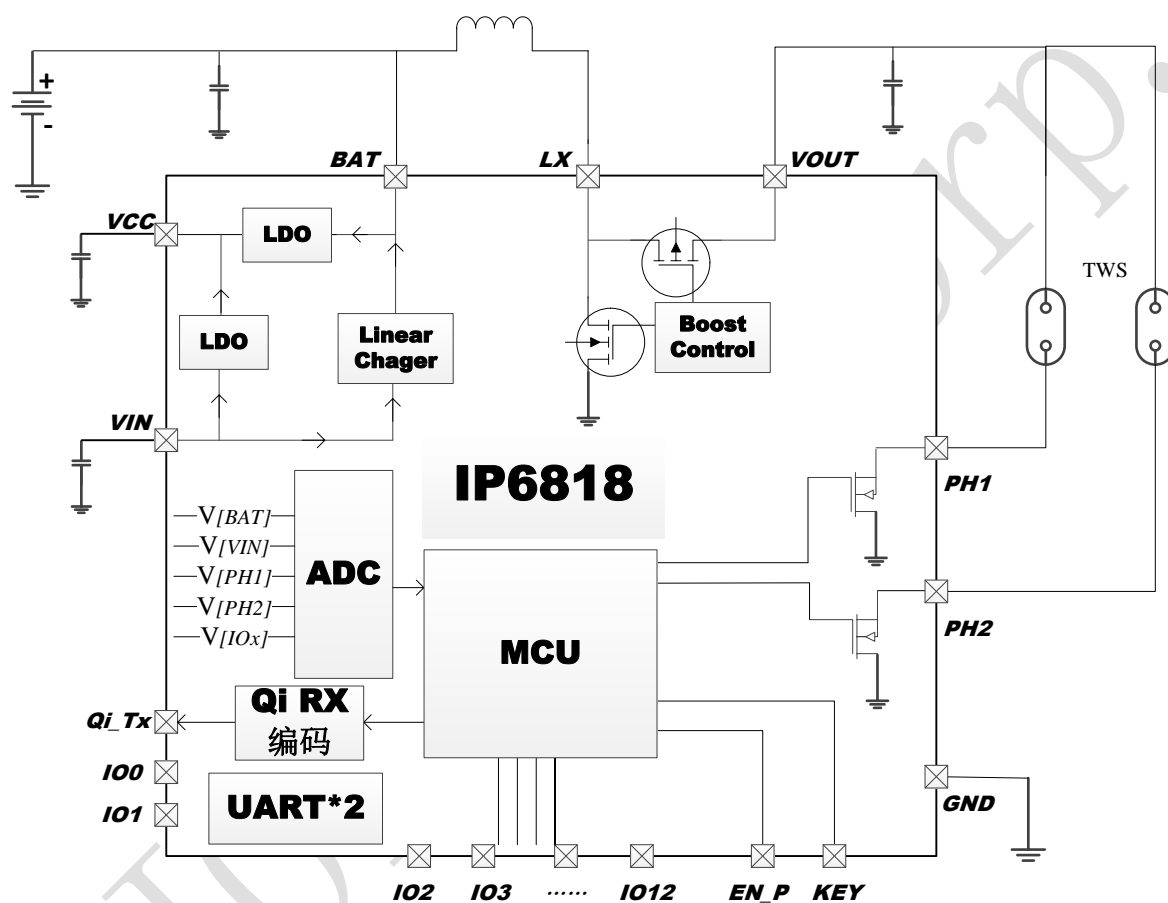 +
-
BAT
LX
VOUT
VCC
LDO
LDO
Linear
Chager
Boost
Control
TWS
VIN
IP6818
PH1
V[BAT]
V[VIN]
V[PH1]
V[PH2]
V[IOx]
ADC
MCU
PH2
Qi_Tx
Qi RX
编码
IO0
IO1
UART*2
GND
IO2
IO3
······
IO12
EN_P
KEY
orp.